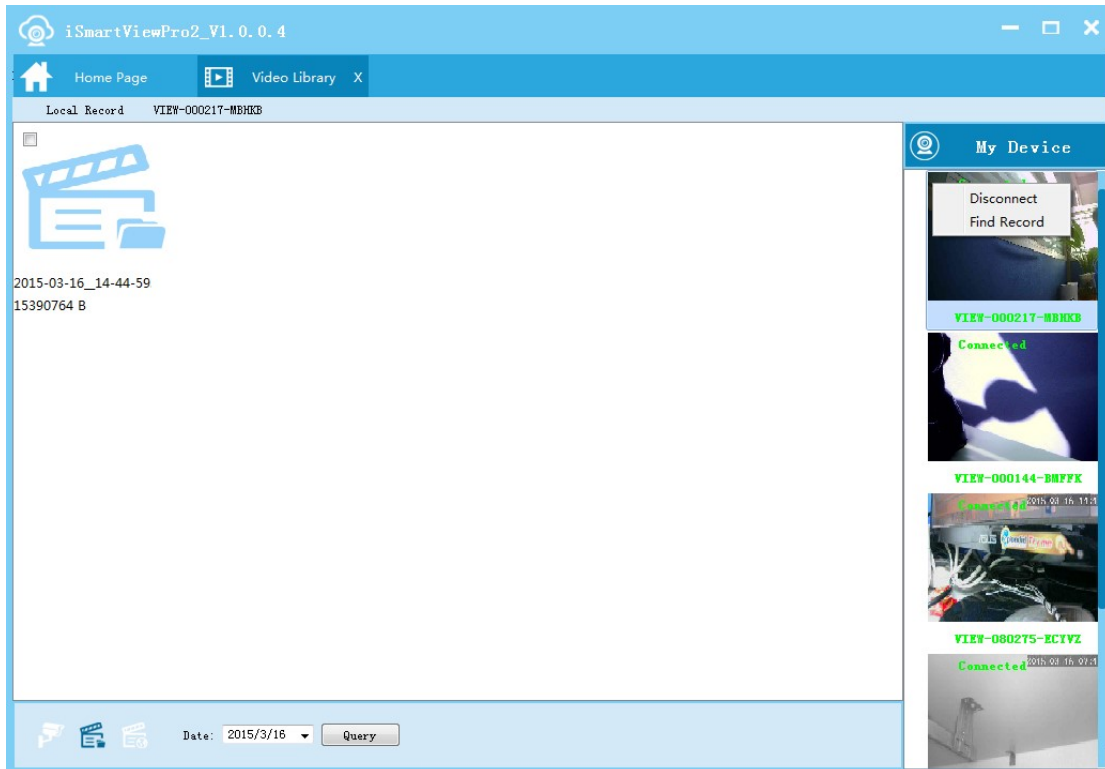 iSmartViewPro2_V1.0.0.4
Home Page
Video Library X
Local Record VIEW-000217-MBHKB
My Device
Disconnect
Find Record
VIEW-000217-MBHKB
Connected
VIEW-000144-BMFFK
Connected
VIEW-080275-ECYVZ
Connected
2015-03-16__14-44-59
15390764 B
Date: 2015/3/16
Query